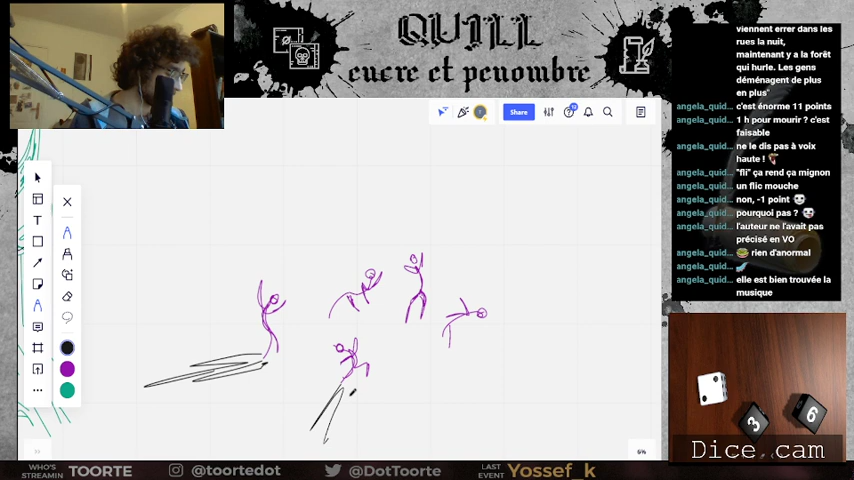 QUILL
encre et penombre
Share
viennent errer dans les
rues la nuit,
maintenant y a la forêt
qui hurle. Les gens
déménagent de plus
en plus"
angela_quid... c'est énorme 11 points
angela_quid... 1 h pour mourir ? c'est
faisable
angela_quid... ne le dis pas à voix
haute !
angela_quid... "fli" ça rend ça mignon
angela_quid... un flic mouche
angela_quid... non, -1 point
angela_quid... pourquoi pas ?
angela_quid... l'auteur ne l'avait pas
précisé en VO
angela_quid... rien d'anormal
angela_quid...
angela_quid... elle est bien trouvée la
musique
T
6%
3
6
Dice.cam
WHO'S
STREAMIN
TOORTE
@toortedot
@DotToorte
LAST
EVENT
Yossef_k